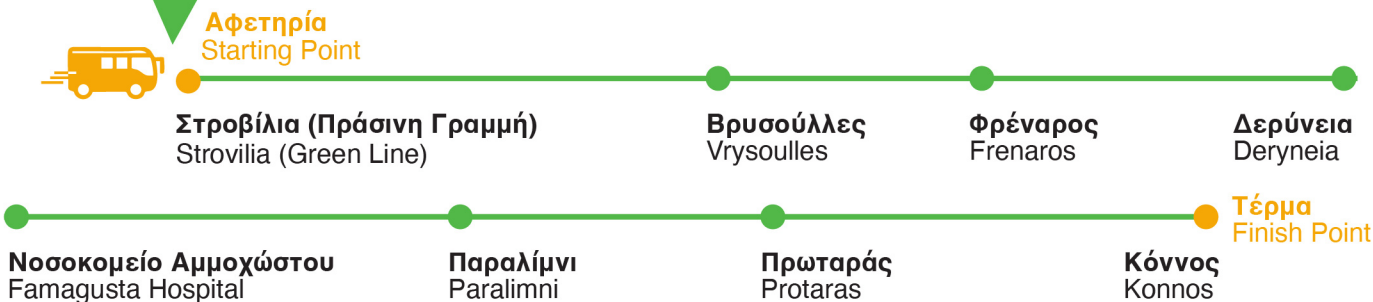 Αφετηρία
Starting Point
Στροβίλια (Πράσινη Γραμμή)
Strovilia (Green Line)
Βρυσούλλες
Vrysoulles
Φρέναρος
Frenaros
Δερύνεια
Deryneia
Νοσοκομείο Αμμοχώστου
Famagusta Hospital
Παραλίμνι
Paralimni
Πρωταράς
Protaras
Κόννος
Konnos
Τέρμα
Finish Point